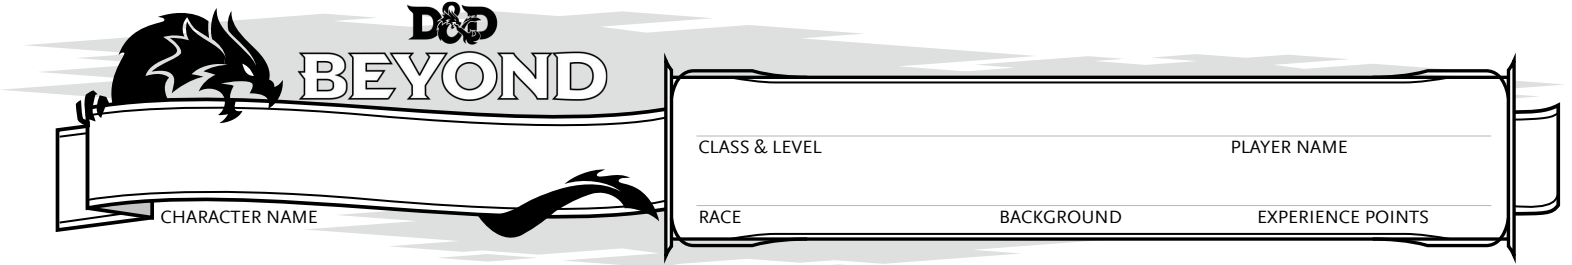 D&D
BEYOND
CLASS & LEVEL PLAYER NAME
CHARACTER NAME RACE BACKGROUND EXPERIENCE POINTS